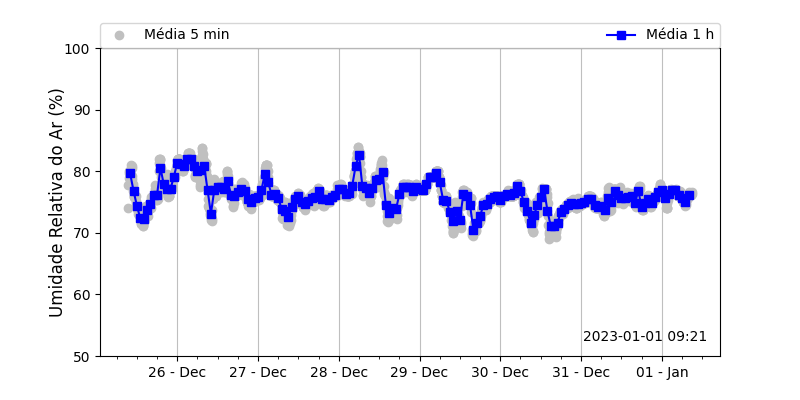 Média 5 min
Média 1 h
Umidade Relativa do Ar (%)
100
90
80
70
60
50
2023-01-01 09:21
26 - Dec
27 - Dec
28 - Dec
29 - Dec
30 - Dec
31 - Dec
01 - Jan